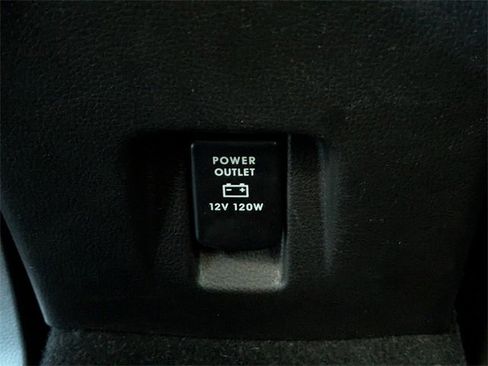 POWER
OUTLET
- +
12V 120W